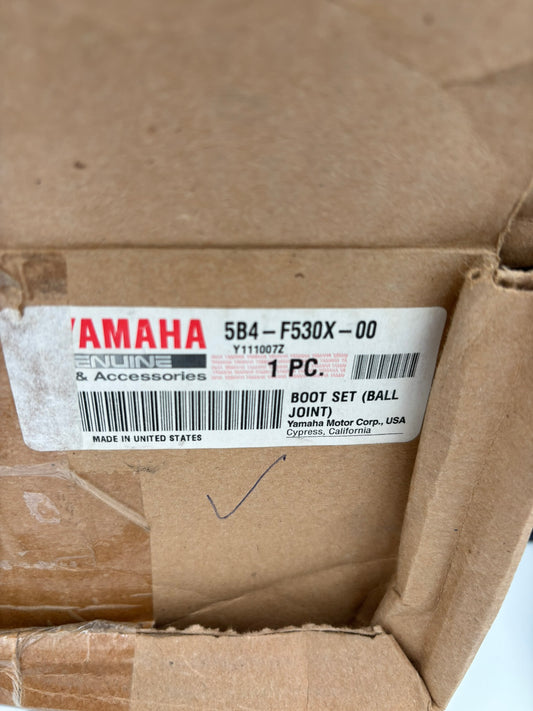 YAMAHA
5B4-F530X-00
Y111007Z
ENUINE
& Accessories
1 PC.
BOOT SET (BALL
JOINT)
Yamaha Motor Corp., USA
Cypress, California
MADE IN UNITED STATES